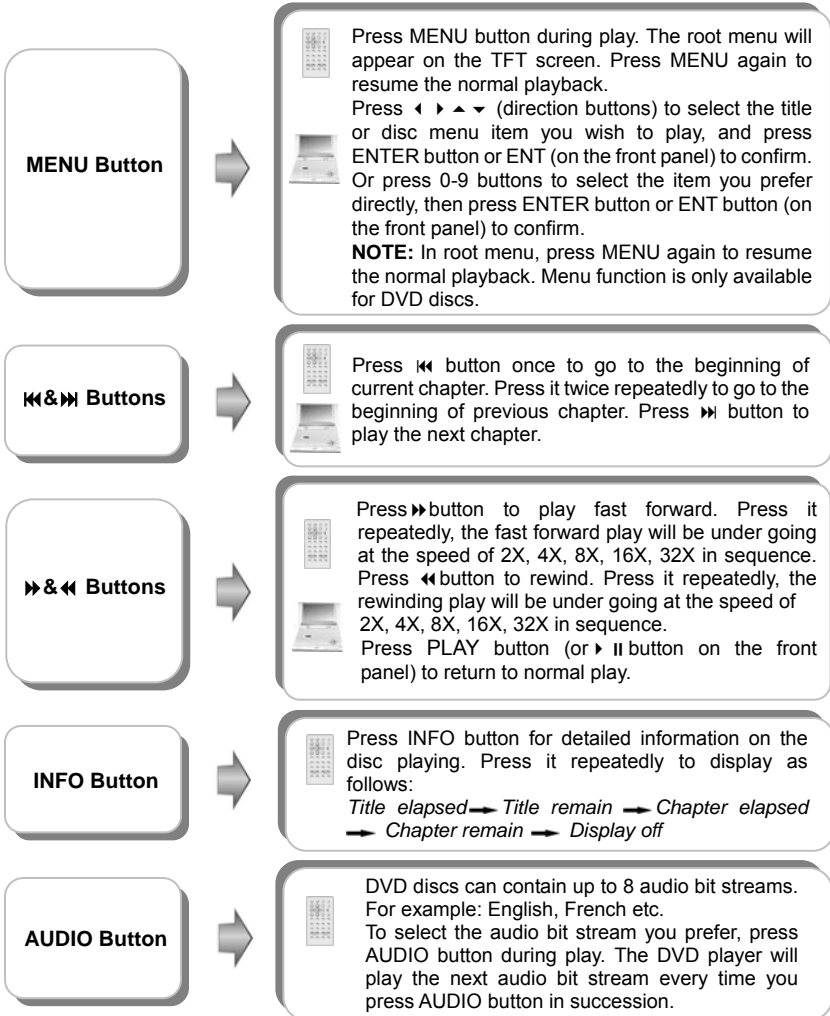 MENU Button
Press MENU button during play. The root menu will
appear on the TFT screen. Press MENU again to
resume the normal playback.
Press ◂ ▸ ▴ ▾ (direction buttons) to select the title
or disc menu item you wish to play, and press
ENTER button or ENT (on the front panel) to confirm.
Or press 0-9 buttons to select the item you prefer
directly, then press ENTER button or ENT button (on
the front panel) to confirm.
NOTE: In root menu, press MENU again to resume
the normal playback. Menu function is only available
for DVD discs.
⏮&⏭ Buttons
Press ⏮ button once to go to the beginning of
current chapter. Press it twice repeatedly to go to the
beginning of previous chapter. Press ⏭ button to
play the next chapter.
⏩&⏪ Buttons
Press ⏩ button to play fast forward. Press it
repeatedly, the fast forward play will be under going
at the speed of 2X, 4X, 8X, 16X, 32X in sequence.
Press ⏪ button to rewind. Press it repeatedly, the
rewinding play will be under going at the speed of
2X, 4X, 8X, 16X, 32X in sequence.
Press PLAY button (or ▸ ⏸ button on the front
panel) to return to normal play.
INFO Button
Press INFO button for detailed information on the
disc playing. Press it repeatedly to display as
follows:
Title elapsed → Title remain → Chapter elapsed
→ Chapter remain → Display off
AUDIO Button
DVD discs can contain up to 8 audio bit streams.
For example: English, French etc.
To select the audio bit stream you prefer, press
AUDIO button during play. The DVD player will
play the next audio bit stream every time you
press AUDIO button in succession.